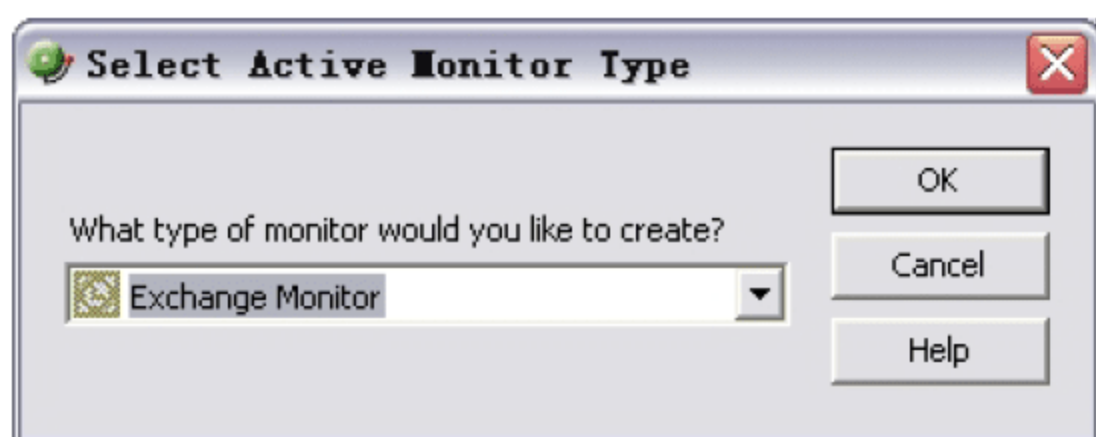 Select Active Monitor Type
OK
What type of monitor would you like to create?
Cancel
Exchange Monitor
Help